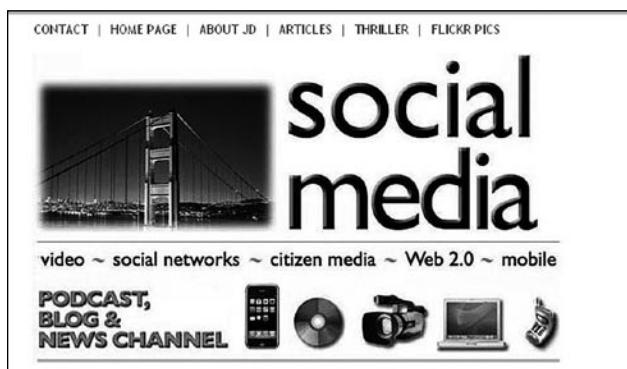 CONTACT | HOME PAGE | ABOUT JD | ARTICLES | THRILLER | FLICKR PICS
social
media
video ~ social networks ~ citizen media ~ Web 2.0 ~ mobile
PODCAST,
BLOG &
NEWS CHANNEL